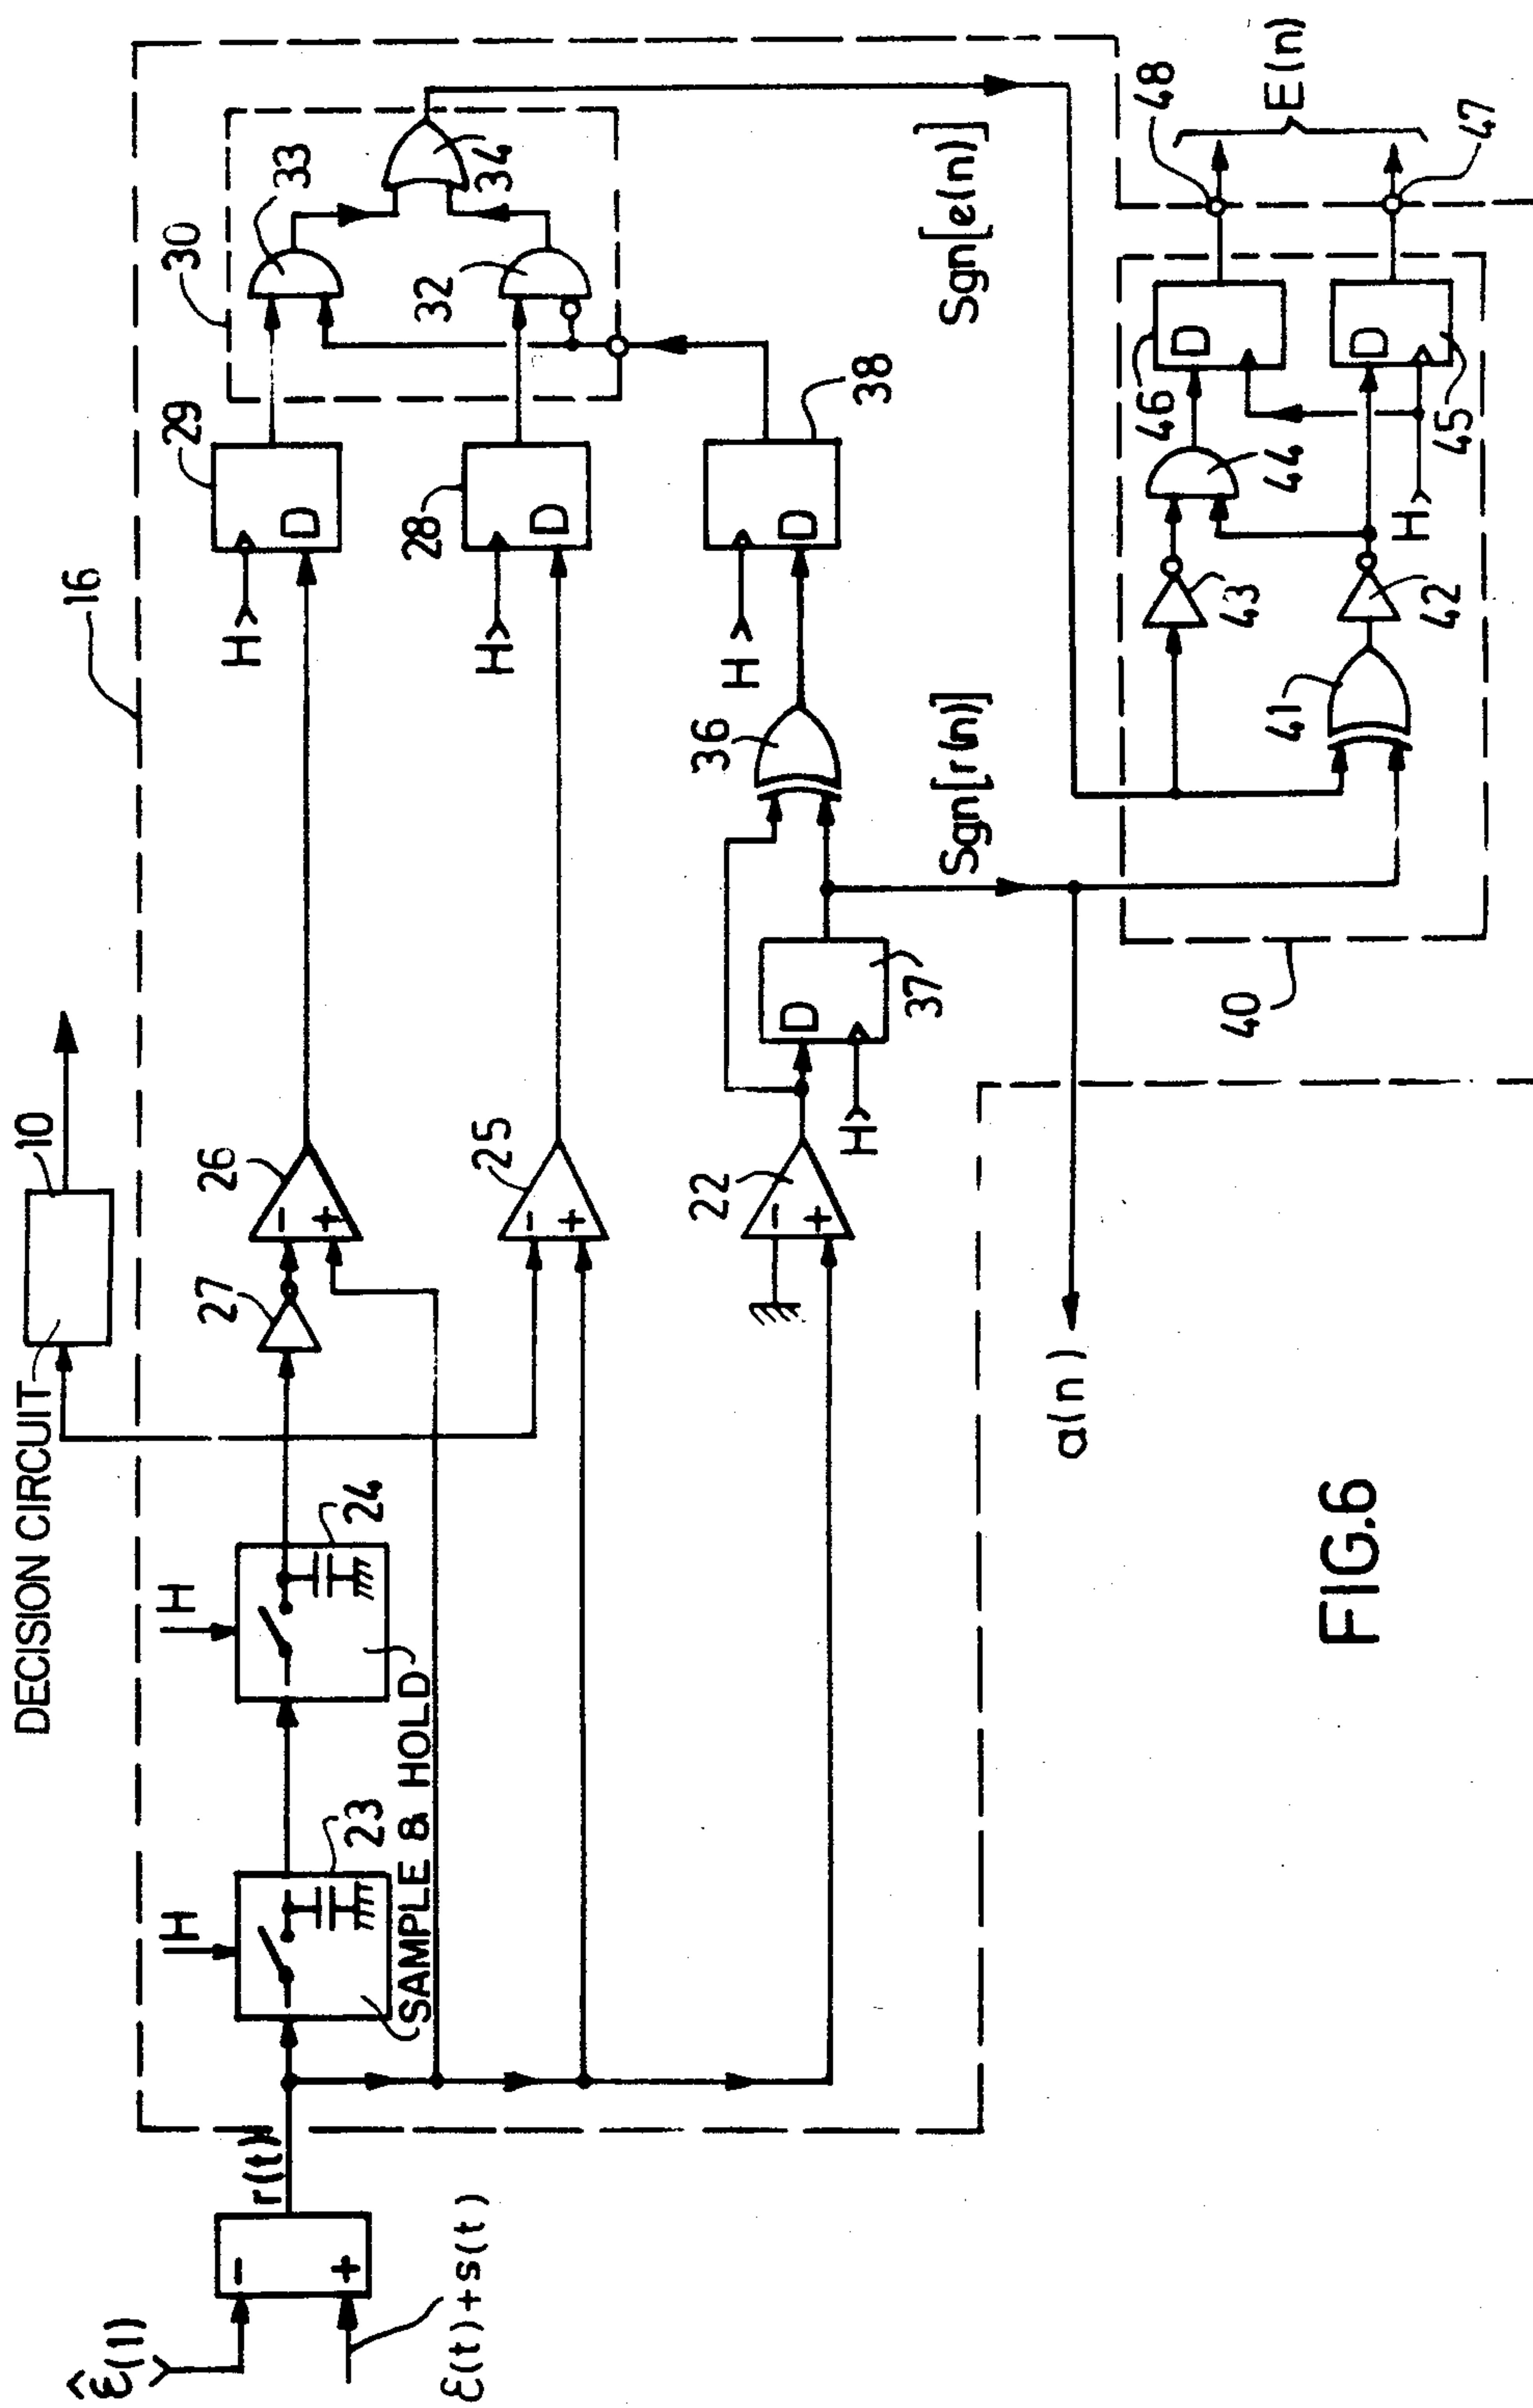 DECISION CIRCUIT
10
16
ε̂(1)
-
+
ε(t)+s(t)
r(t)
H
23
SAMPLE & HOLD
H
24
27
26
-
+
25
-
+
22
-
+
H>
D
29
H>
D
28
H>
D
38
H>
D
37
36
30
33
32
34
Sgn[r(n)]
Sgn[e(n)]
a(n)
40
41
42
43
44
H>
46
D
45
D
48
47
E(n)
FIG.6